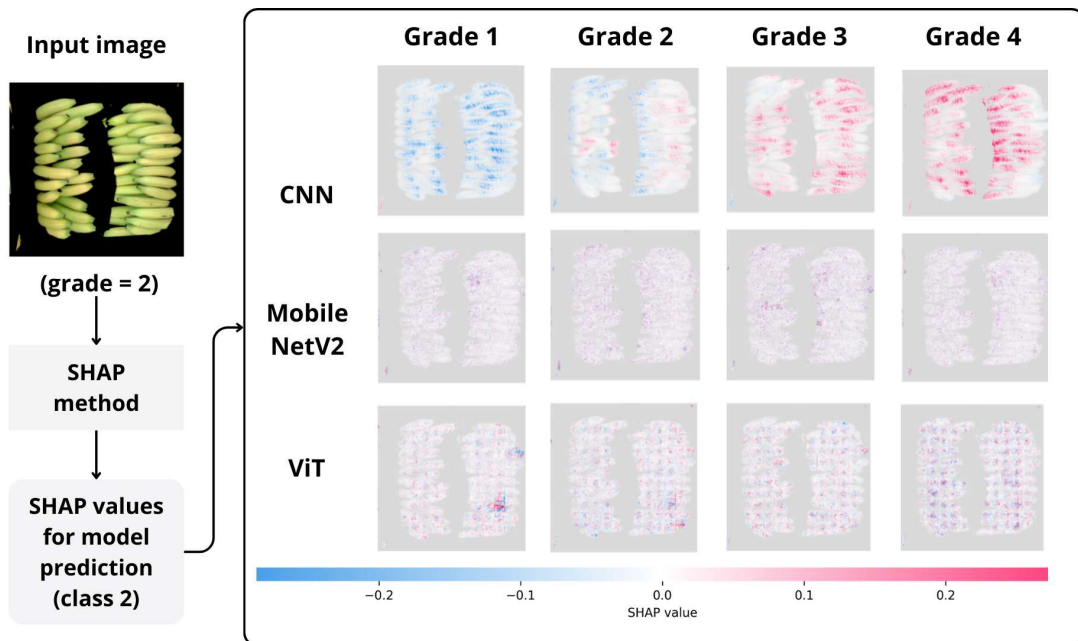 Input image
(grade = 2)
SHAP
method
SHAP values
for model
prediction
(class 2)
Grade 1 Grade 2 Grade 3 Grade 4
CNN
Mobile
NetV2
ViT
−0.2 −0.1 0.0 0.1 0.2
SHAP value